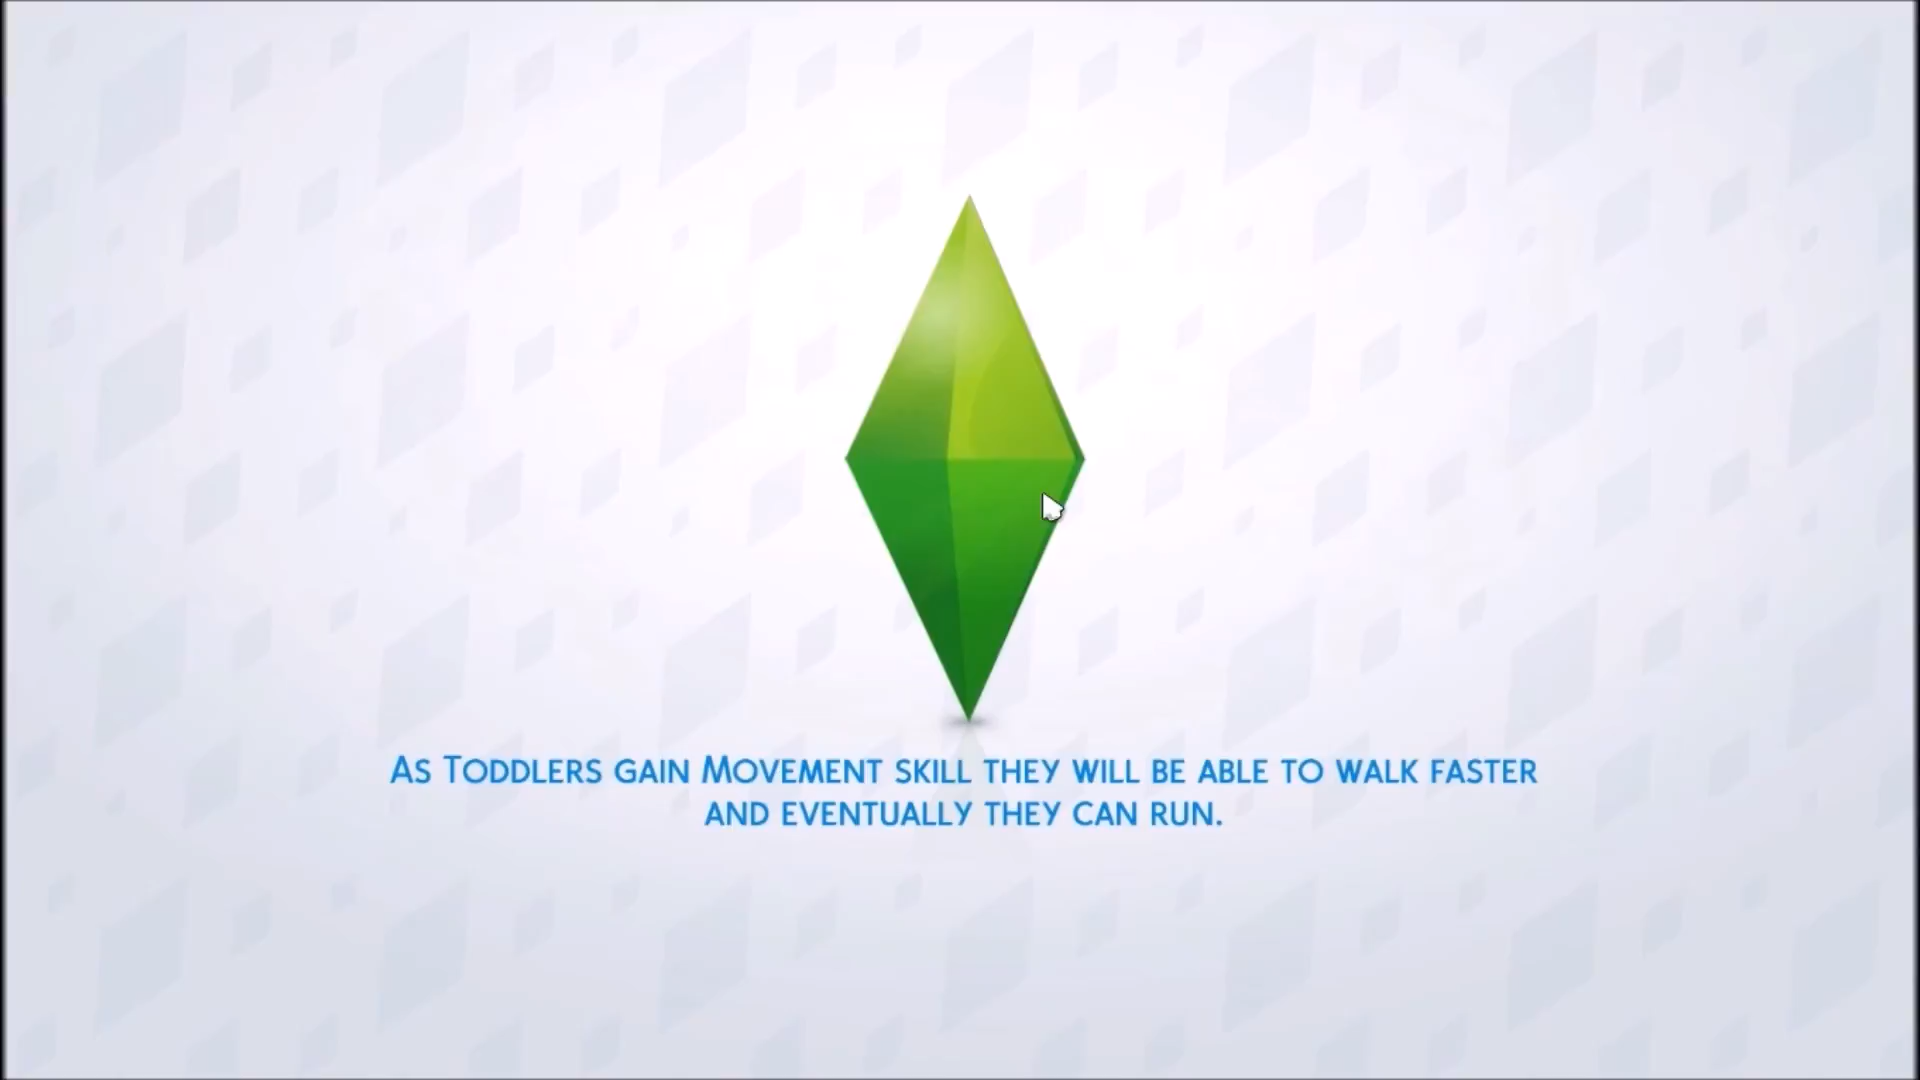 As Toddlers gain Movement skill they will be able to walk faster
and eventually they can run.